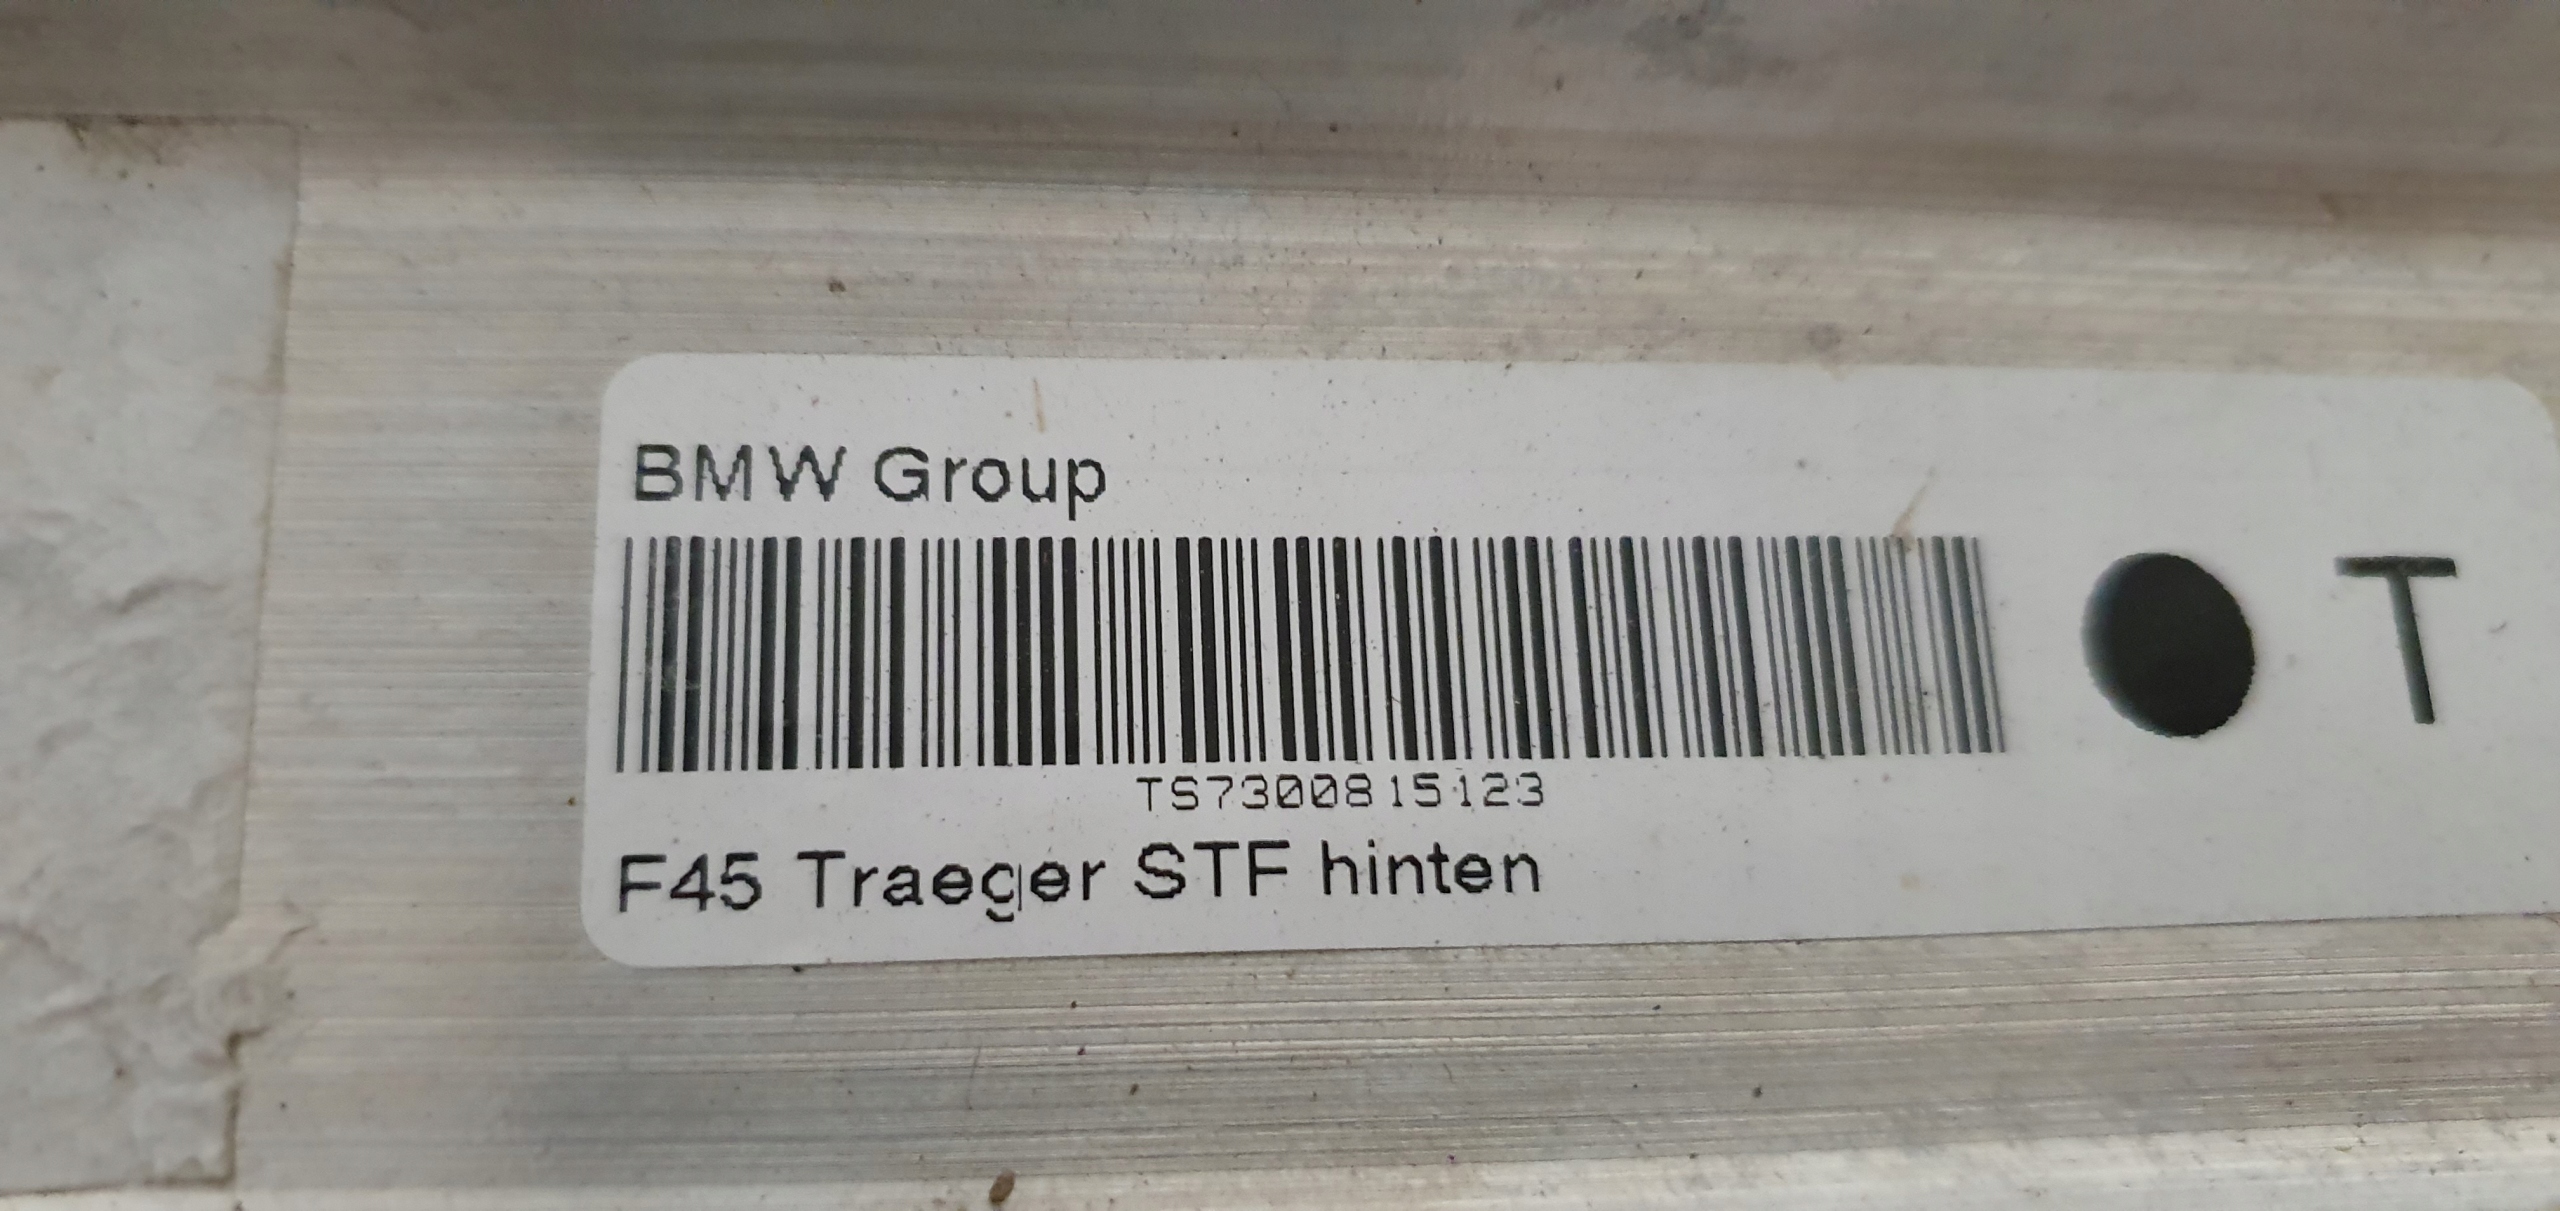 BMW Group
T
TS7300815123
F45 Traeger STF hinten